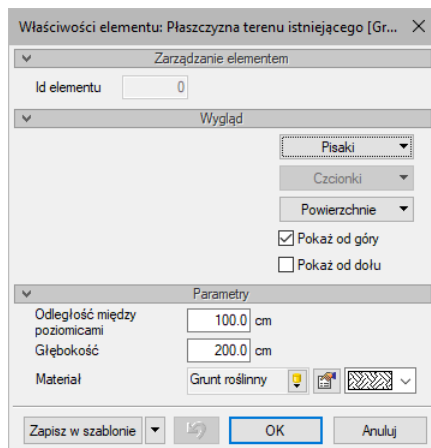 Właściwości elementu: Płaszczyzna terenu istniejącego [Gr...
Zarządzanie elementem
Id elementu 0
Wygląd
Pisaki
Czcionki
Powierzchnie
Pokaż od góry
Pokaż od dołu
Parametry
Odległość między
poziomicami 100.0 cm
Głębokość 200.0 cm
Materiał Grunt roślinny
Zapisz w szablonie OK Anuluj